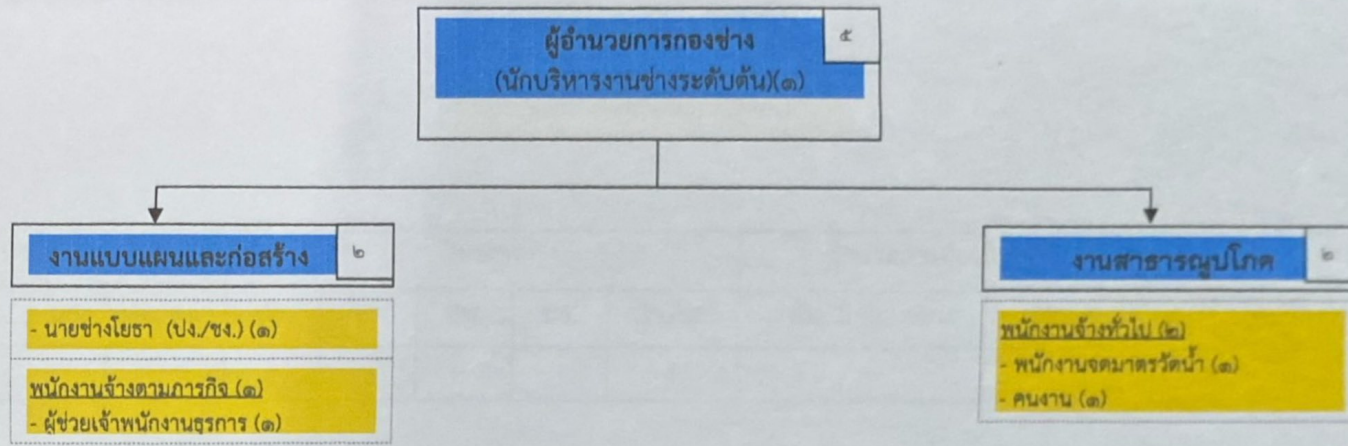 ผู้อำนวยการกองช่าง
๕
(นักบริหารงานช่างระดับต้น)(๑)
งานแบบแผนและก่อสร้าง
๒
- นายช่างโยธา (ปง./ชง.) (๑)
พนักงานจ้างตามภารกิจ (๑)
- ผู้ช่วยเจ้าพนักงานธุรการ (๑)
งานสาธารณูปโภค
๒
พนักงานจ้างทั่วไป (๒)
- พนักงานจดมาตรวัดน้ำ (๑)
- คนงาน (๑)